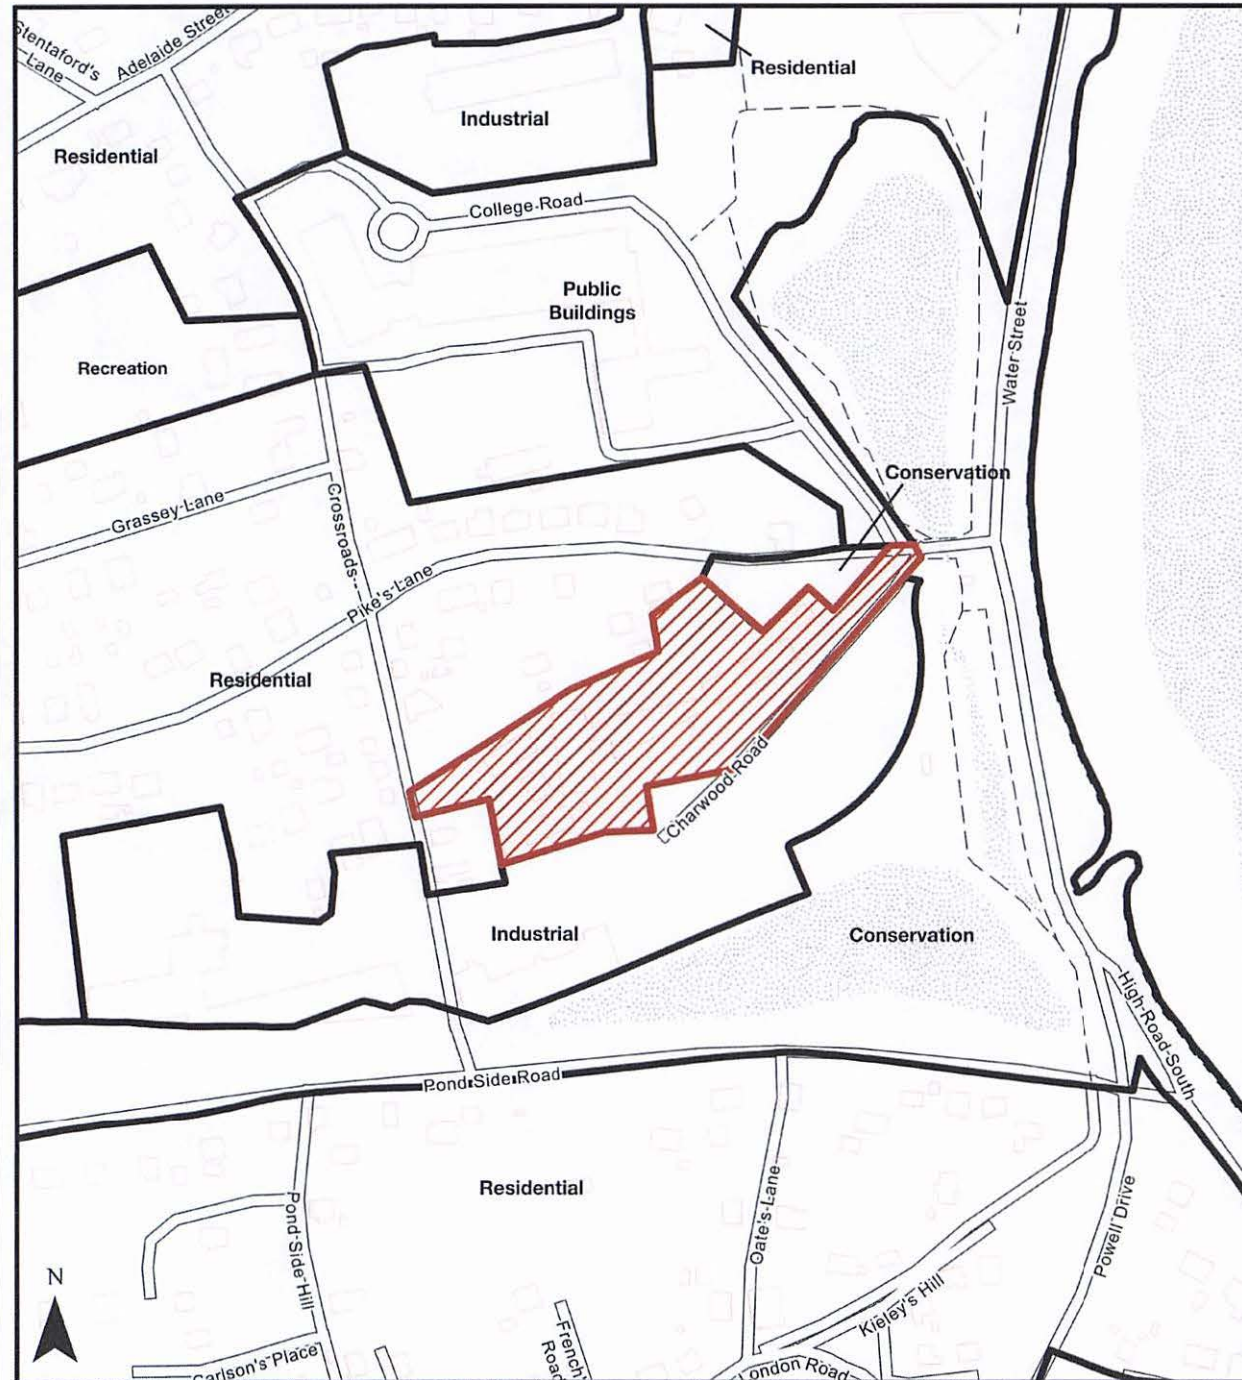 Stentaford's
Lane
Adelaide Street
Residential
Industrial
Residential
College Road
Public
Buildings
Recreation
Water Street
Conservation
Grassey Lane
Crossroads
Pike's Lane
Residential
Charwood Road
Industrial
Conservation
High Road South
Pond Side Road
Residential
Pond Side Hill
Oate's Lane
Powell Drive
Kieley's Hill
N
Carlson's Place
French'
Road
London Road